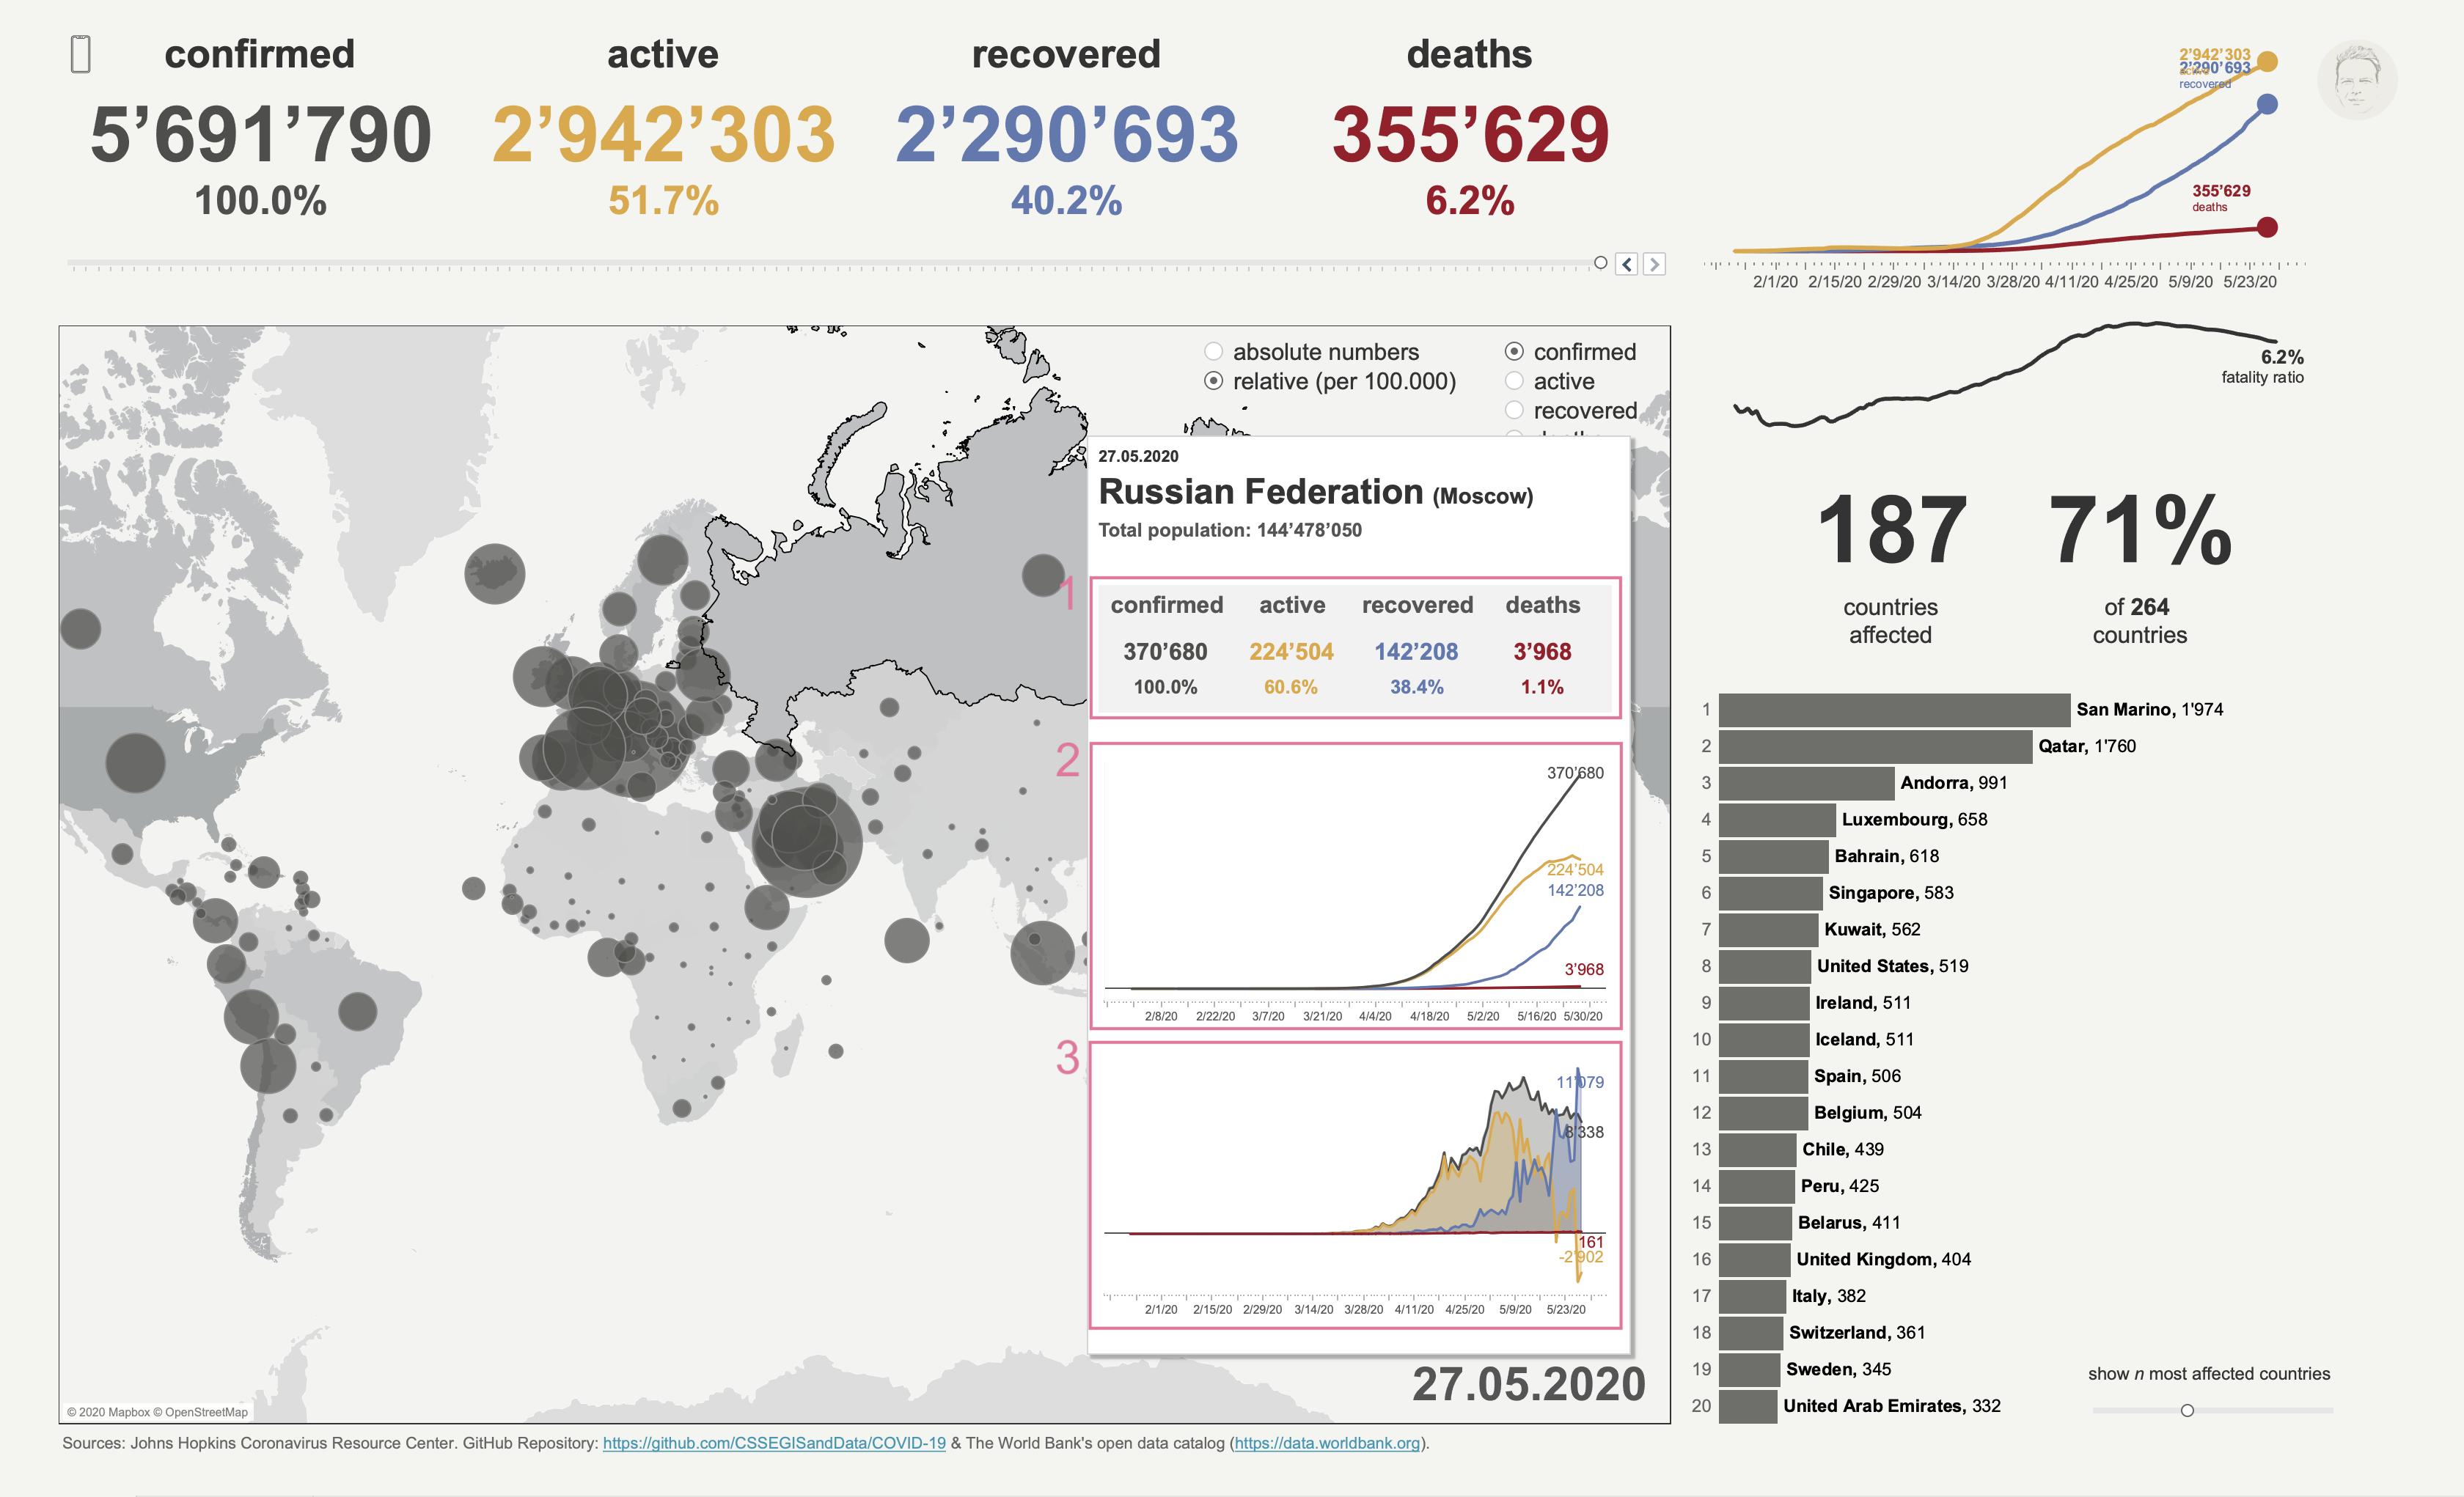 confirmed active recovered deaths
5’691’790 2’942’303 2’290’693 355’629
100.0% 51.7% 40.2% 6.2%
2’942’303
2’290’693
recovered
355’629
deaths
2/1/20 2/15/20 2/29/20 3/14/20 3/28/20 4/11/20 4/25/20 5/9/20 5/23/20
6.2%
fatality ratio
absolute numbers
relative (per 100.000)
confirmed
active
recovered
27.05.2020
Russian Federation (Moscow)
Total population: 144’478’050
1
confirmed active recovered deaths
370’680 224’504 142’208 3’968
100.0% 60.6% 38.4% 1.1%
2
370’680
224’504
142’208
3’968
2/8/20 2/22/20 3/7/20 3/21/20 4/4/20 4/18/20 5/2/20 5/16/20 5/30/20
3
11’079
8’338
161
-2’902
2/1/20 2/15/20 2/29/20 3/14/20 3/28/20 4/11/20 4/25/20 5/9/20 5/23/20
27.05.2020
© 2020 Mapbox © OpenStreetMap
187 71%
countries affected
of 264 countries
1 San Marino, 1'974
2 Qatar, 1'760
3 Andorra, 991
4 Luxembourg, 658
5 Bahrain, 618
6 Singapore, 583
7 Kuwait, 562
8 United States, 519
9 Ireland, 511
10 Iceland, 511
11 Spain, 506
12 Belgium, 504
13 Chile, 439
14 Peru, 425
15 Belarus, 411
16 United Kingdom, 404
17 Italy, 382
18 Switzerland, 361
19 Sweden, 345
20 United Arab Emirates, 332
show n most affected countries
Sources: Johns Hopkins Coronavirus Resource Center. GitHub Repository: https://github.com/CSSEGISandData/COVID-19 & The World Bank's open data catalog (https://data.worldbank.org).